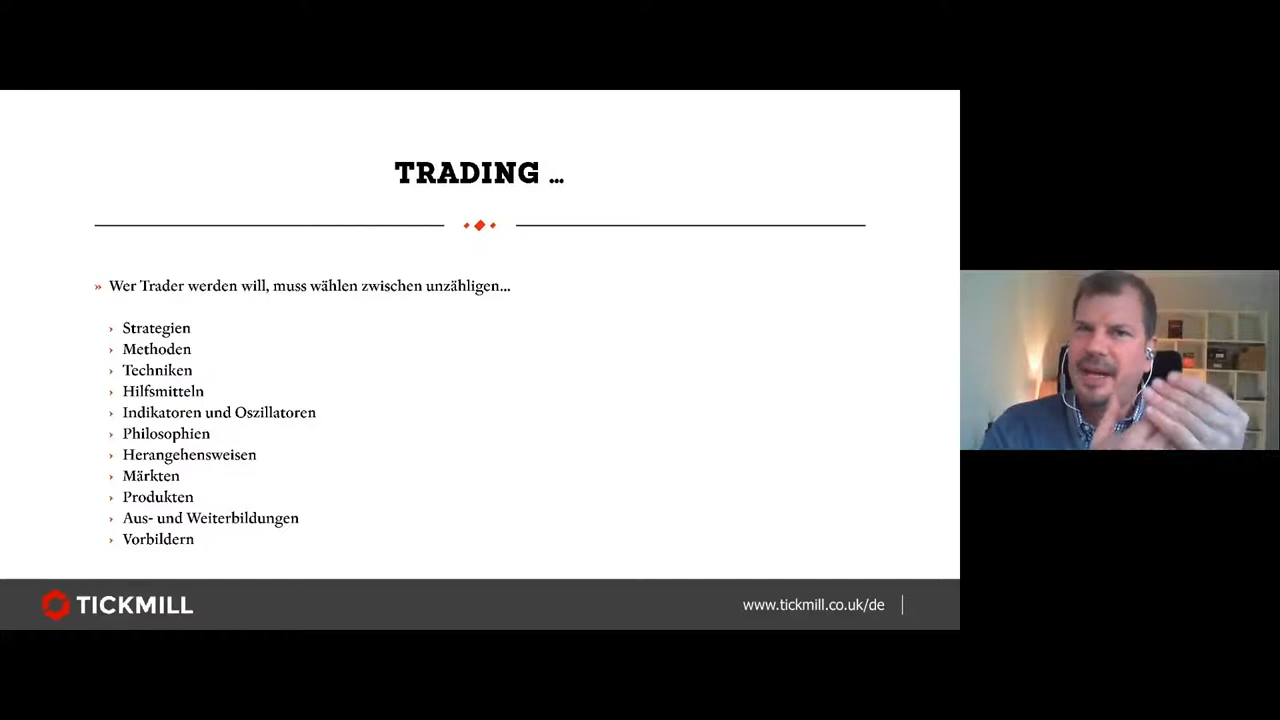 TRADING ...
» Wer Trader werden will, muss wählen zwischen unzähligen...
› Strategien
› Methoden
› Techniken
› Hilfsmitteln
› Indikatoren und Oszillatoren
› Philosophien
› Herangehensweisen
› Märkten
› Produkten
› Aus- und Weiterbildungen
› Vorbildern
TICKMILL
www.tickmill.co.uk/de